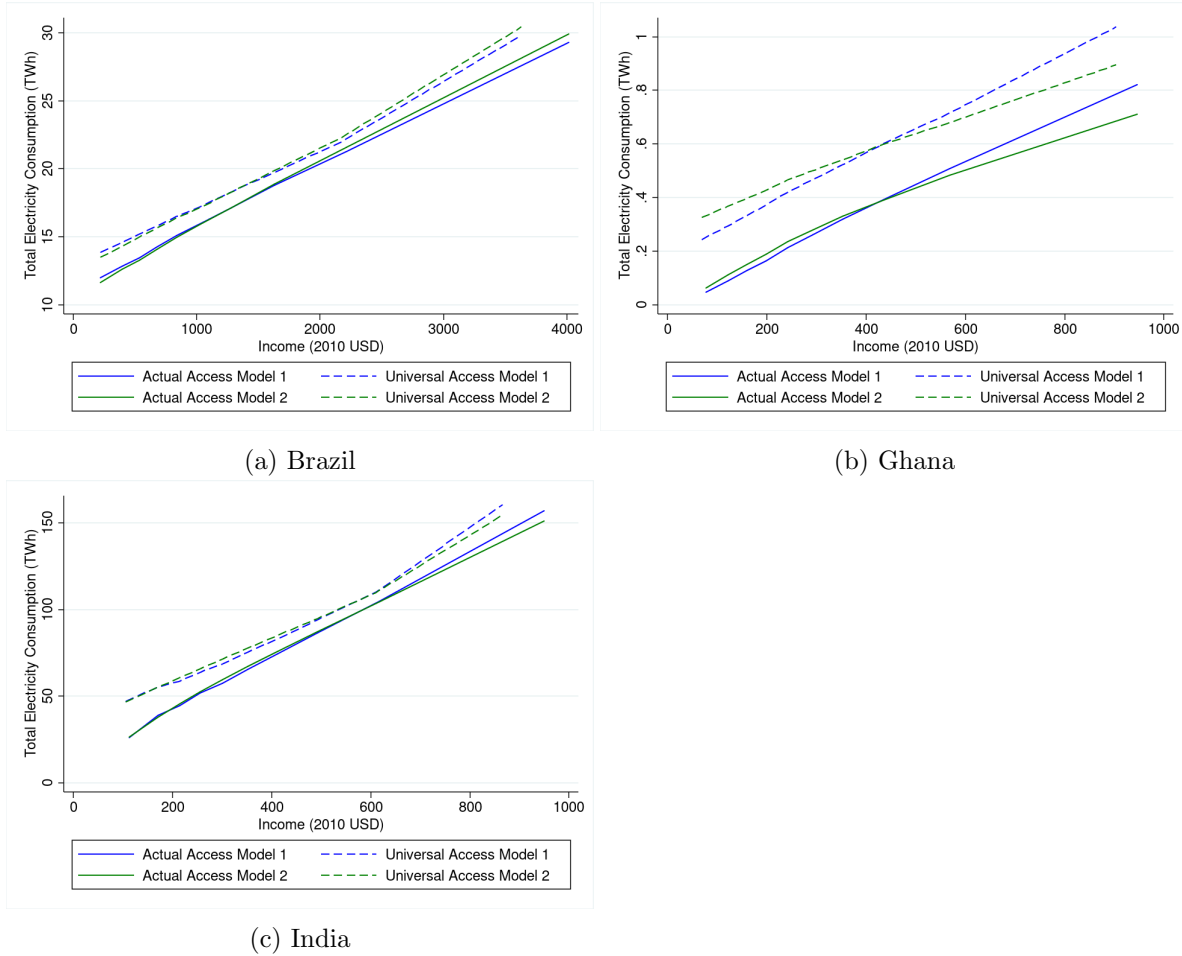 Total Electricity Consumption (TWh)
30
25
20
15
10
0 1000 2000 3000 4000
Income (2010 USD)
Actual Access Model 1 Universal Access Model 1
Actual Access Model 2 Universal Access Model 2
(a) Brazil
Total Electricity Consumption (TWh)
1
.8
.6
.4
.2
0
0 200 400 600 800 1000
Income (2010 USD)
Actual Access Model 1 Universal Access Model 1
Actual Access Model 2 Universal Access Model 2
(b) Ghana
Total Electricity Consumption (TWh)
150
100
50
0
0 200 400 600 800 1000
Income (2010 USD)
Actual Access Model 1 Universal Access Model 1
Actual Access Model 2 Universal Access Model 2
(c) India